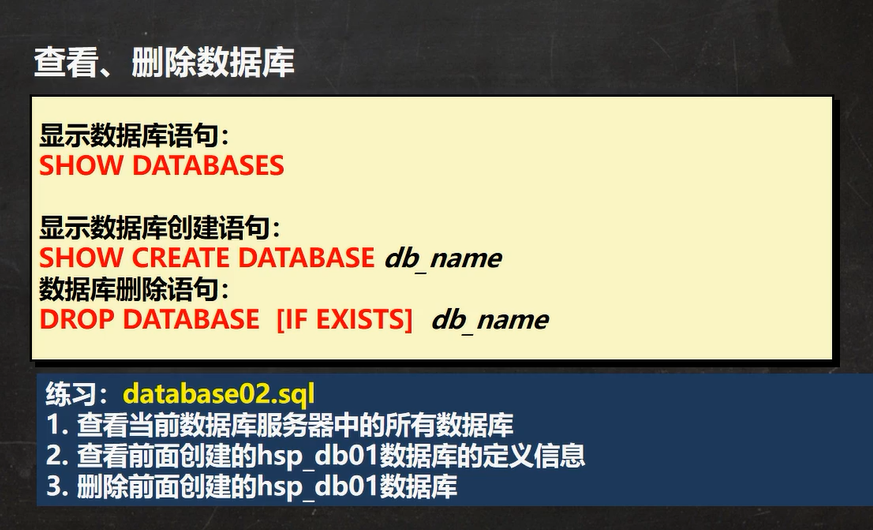 查看、删除数据库
显示数据库语句：
SHOW DATABASES
显示数据库创建语句：
SHOW CREATE DATABASE db_name
数据库删除语句：
DROP DATABASE [IF EXISTS] db_name
练习：database02.sql
1. 查看当前数据库服务器中的所有数据库
2. 查看前面创建的hsp_db01数据库的定义信息
3. 删除前面创建的hsp_db01数据库